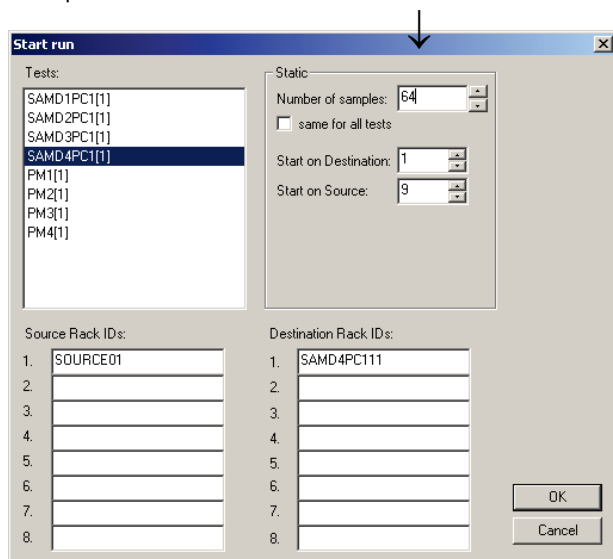 Start run
Tests:
SAMD1PC1[1]
SAMD2PC1[1]
SAMD3PC1[1]
SAMD4PC1[1]
PM1[1]
PM2[1]
PM3[1]
PM4[1]
Static
Number of samples: 64
same for all tests
Start on Destination: 1
Start on Source: 9
Source Rack IDs:
1. SOURCE01
2.
3.
4.
5.
6.
7.
8.
Destination Rack IDs:
1. SAMD4PC111
2.
3.
4.
5.
6.
7.
8.
OK
Cancel